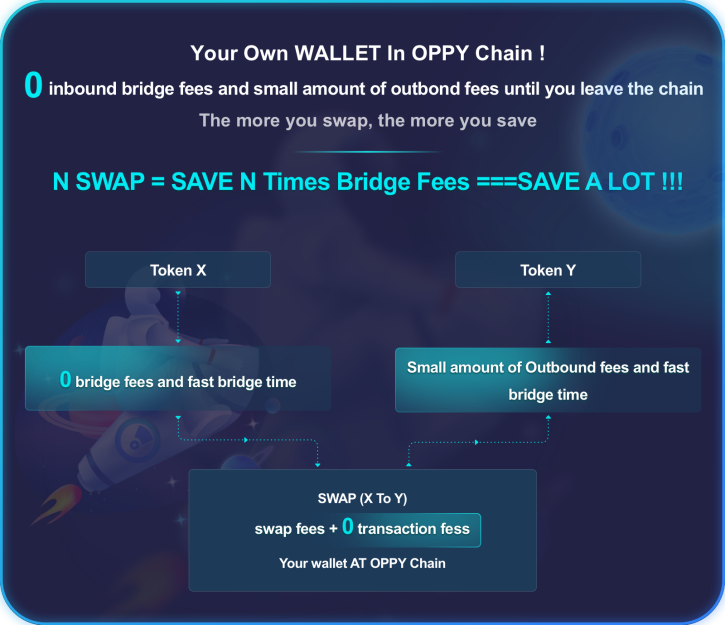 Your Own WALLET In OPPY Chain !
0 inbound bridge fees and small amount of outbond fees until you leave the chain
The more you swap, the more you save
N SWAP = SAVE N Times Bridge Fees ===SAVE A LOT !!!
Token X
Token Y
0 bridge fees and fast bridge time
Small amount of Outbound fees and fast
bridge time
SWAP (X To Y)
swap fees + 0 transaction fess
Your wallet AT OPPY Chain